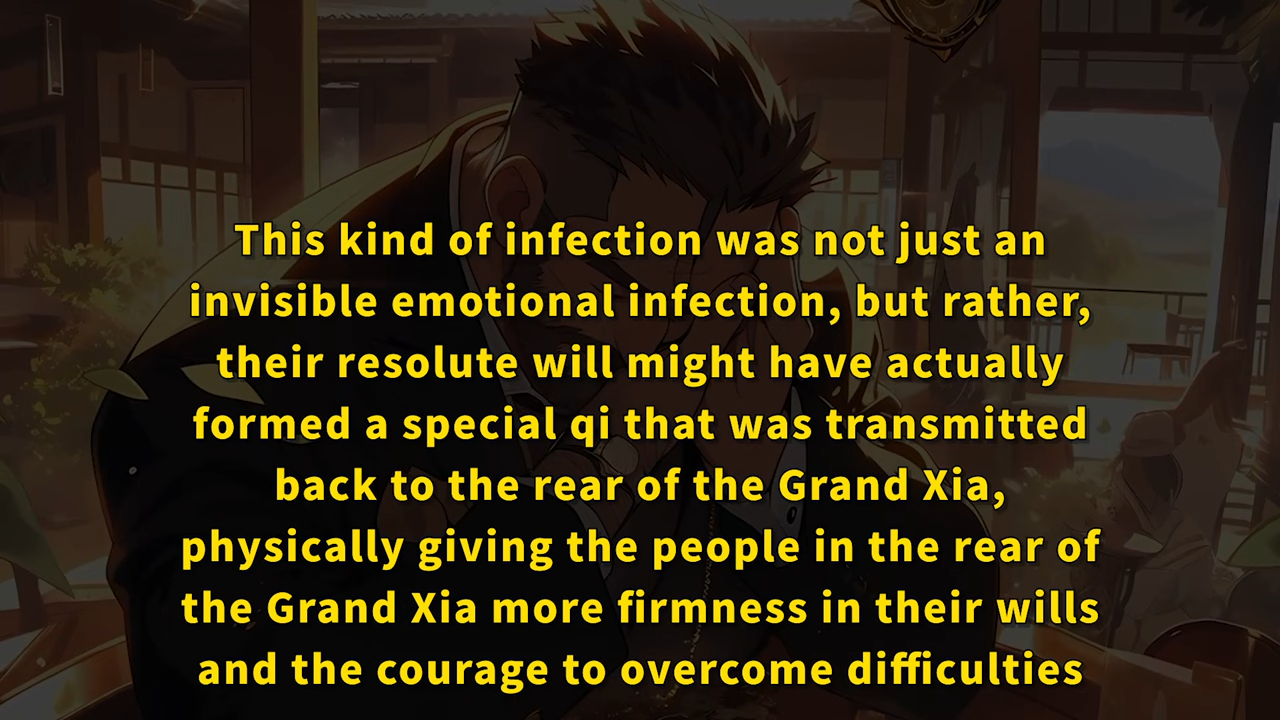 This kind of infection was not just an
invisible emotional infection, but rather,
their resolute will might have actually
formed a special qi that was transmitted
back to the rear of the Grand Xia,
physically giving the people in the rear of
the Grand Xia more firmness in their wills
and the courage to overcome difficulties